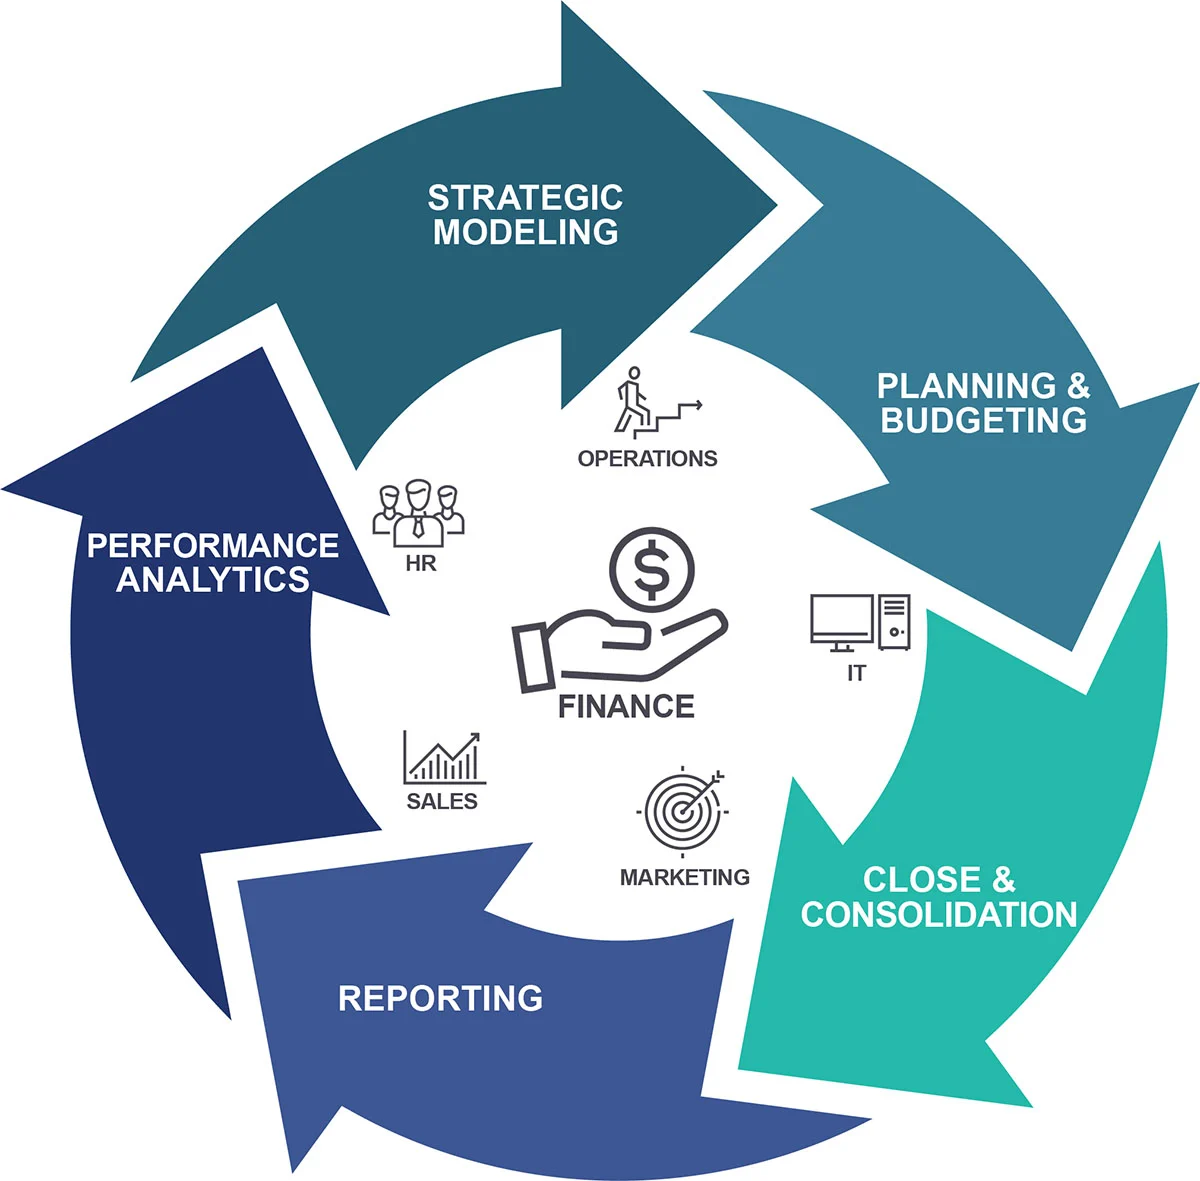 STRATEGIC
MODELING
PLANNING &
BUDGETING
CLOSE &
CONSOLIDATION
REPORTING
PERFORMANCE
ANALYTICS
OPERATIONS
HR
IT
$
FINANCE
SALES
MARKETING